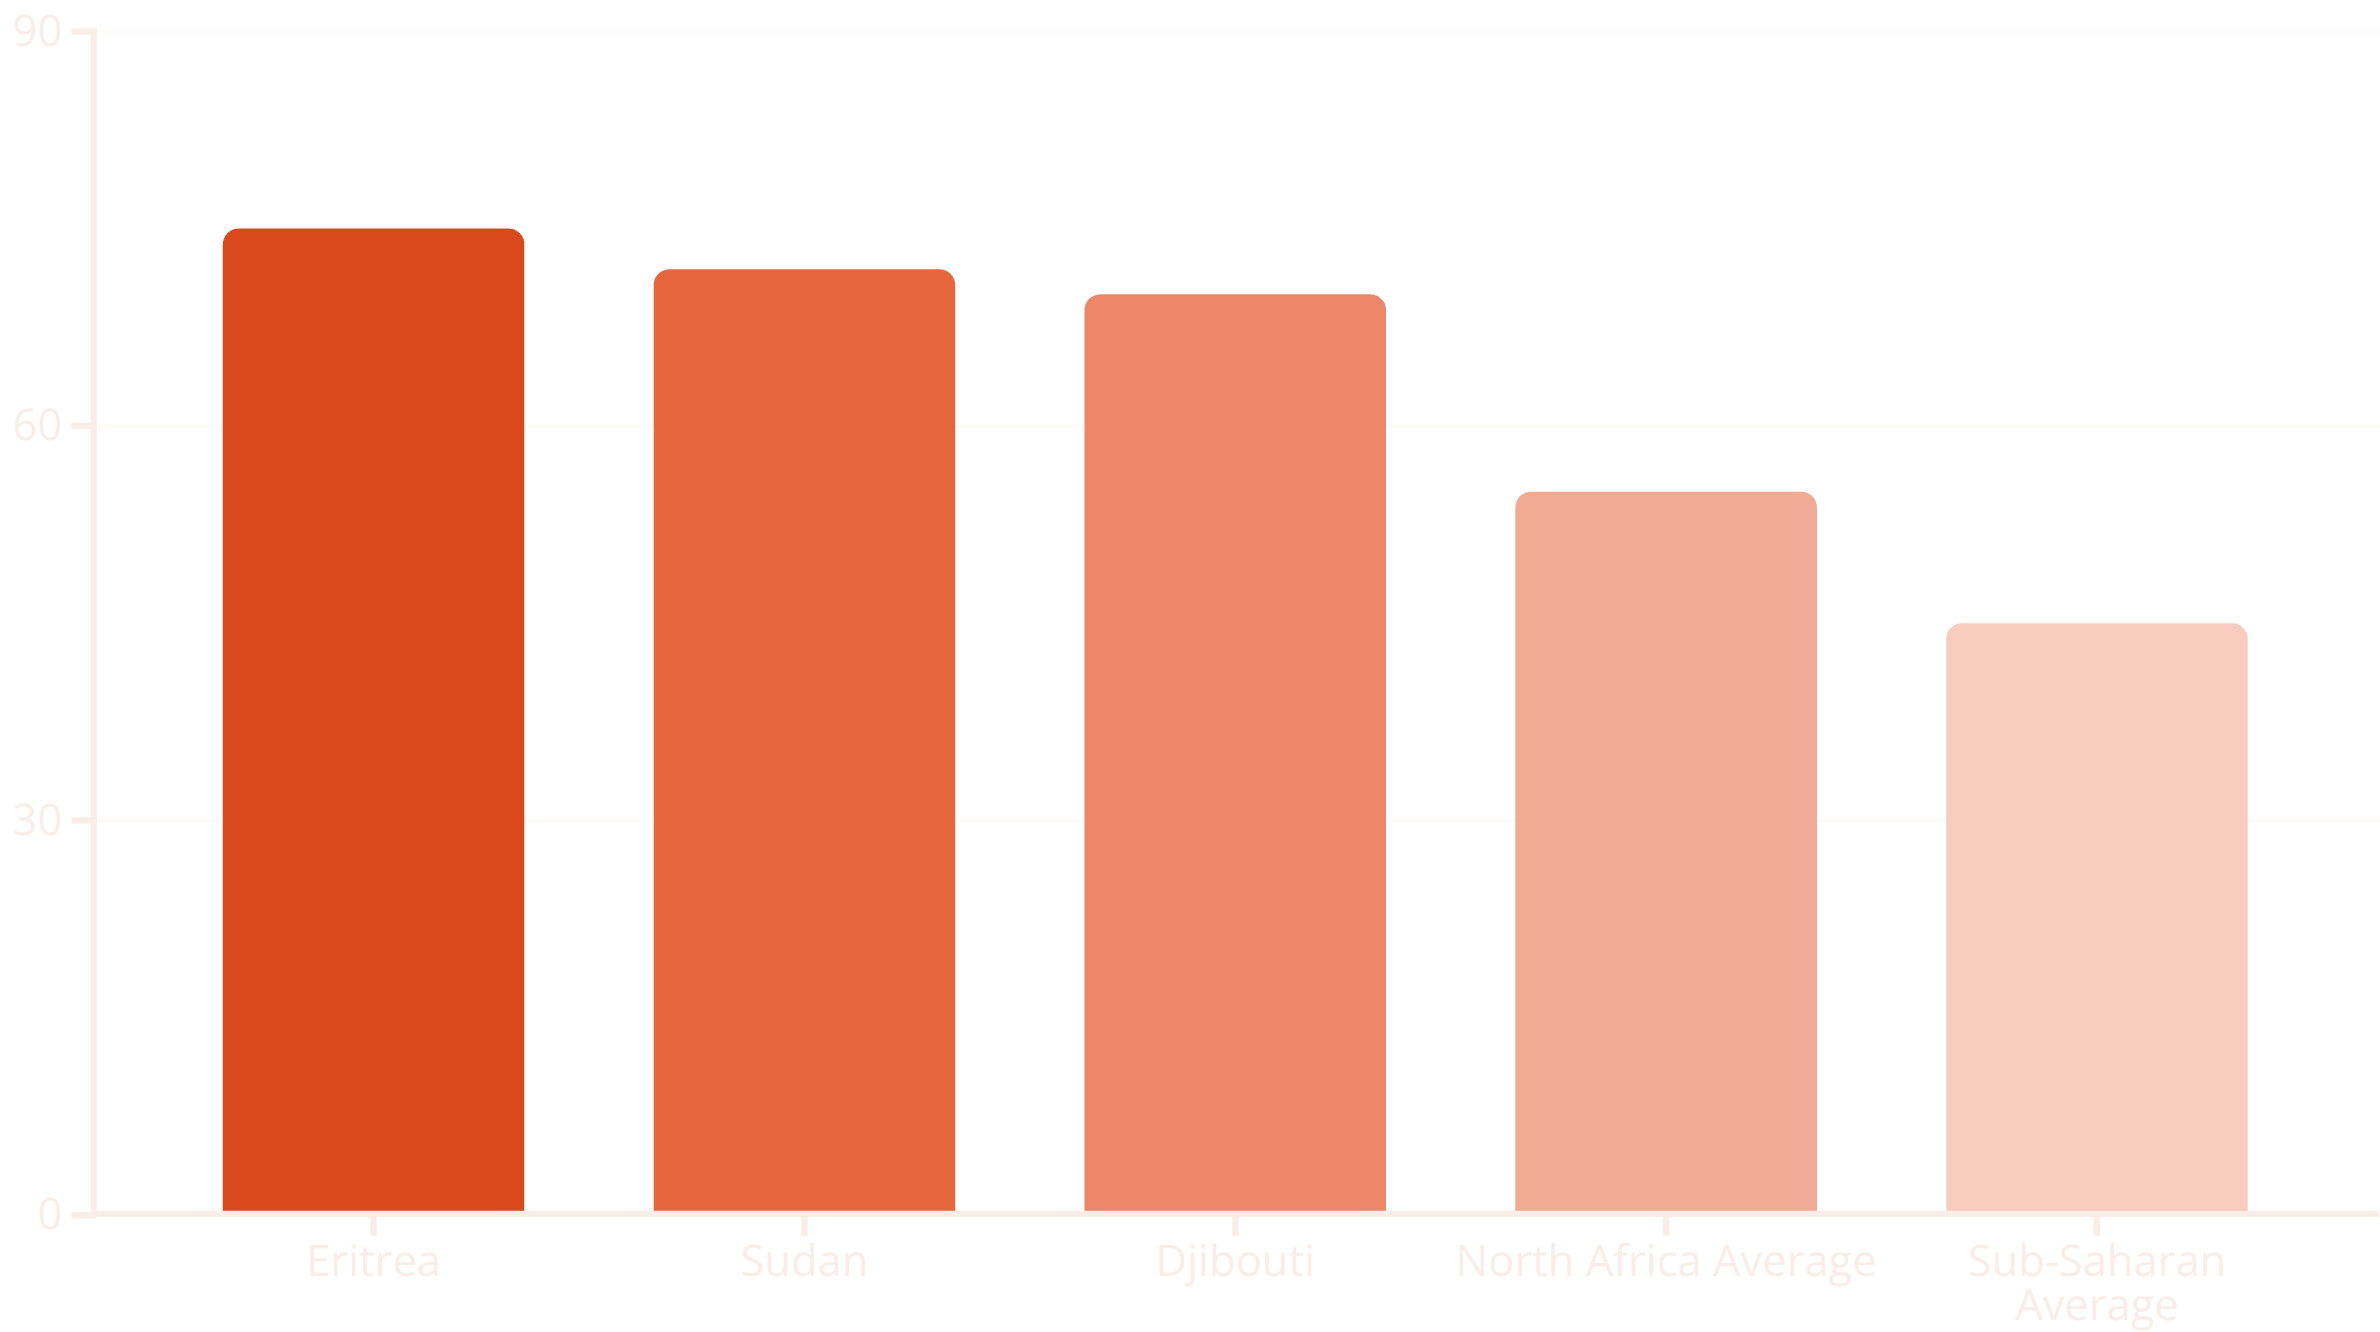 90
60
30
0
Eritrea
Sudan
Djibouti
North Africa Average
Sub-Saharan
Average